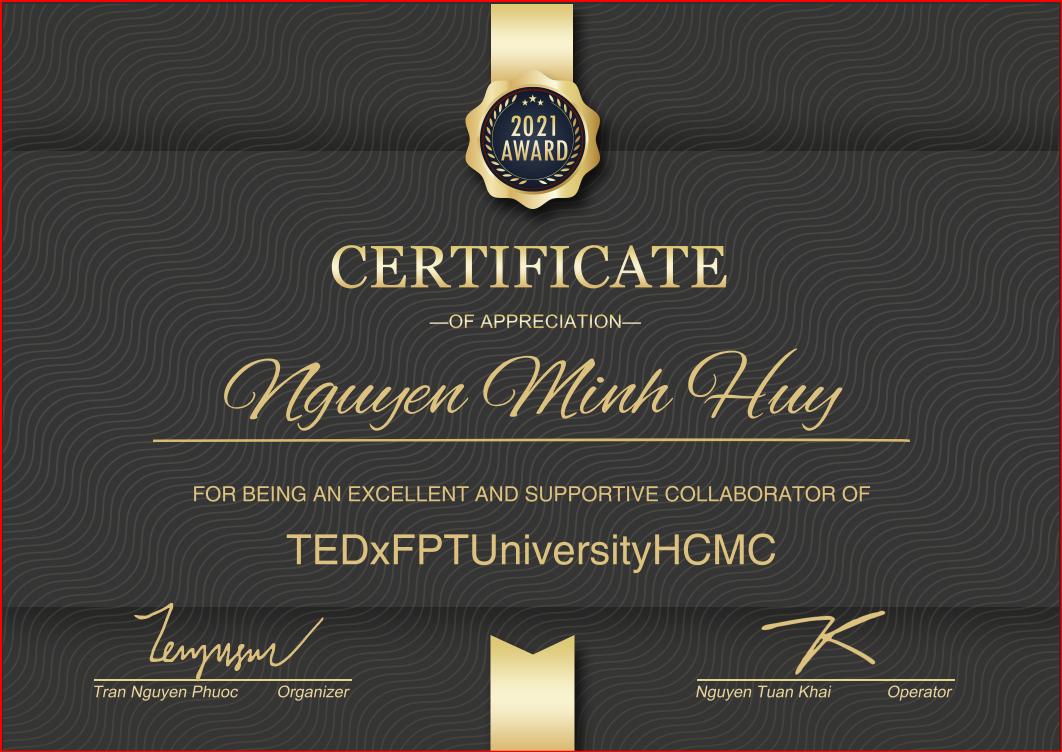 2021
AWARD
CERTIFICATE
—OF APPRECIATION—
Nguyen Minh Huy
FOR BEING AN EXCELLENT AND SUPPORTIVE COLLABORATOR OF
TEDxFPTUniversityHCMC
Tran Nguyen Phuoc Organizer
Nguyen Tuan Khai Operator